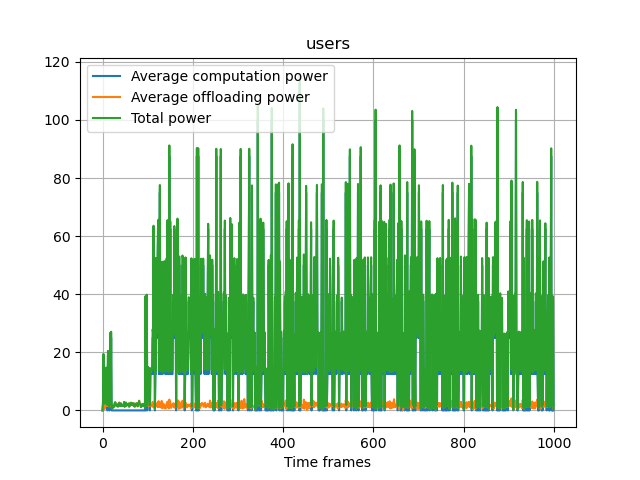 users
120
100
80
60
40
20
0
Average computation power
Average offloading power
Total power
0 200 400 600 800 1000
Time frames